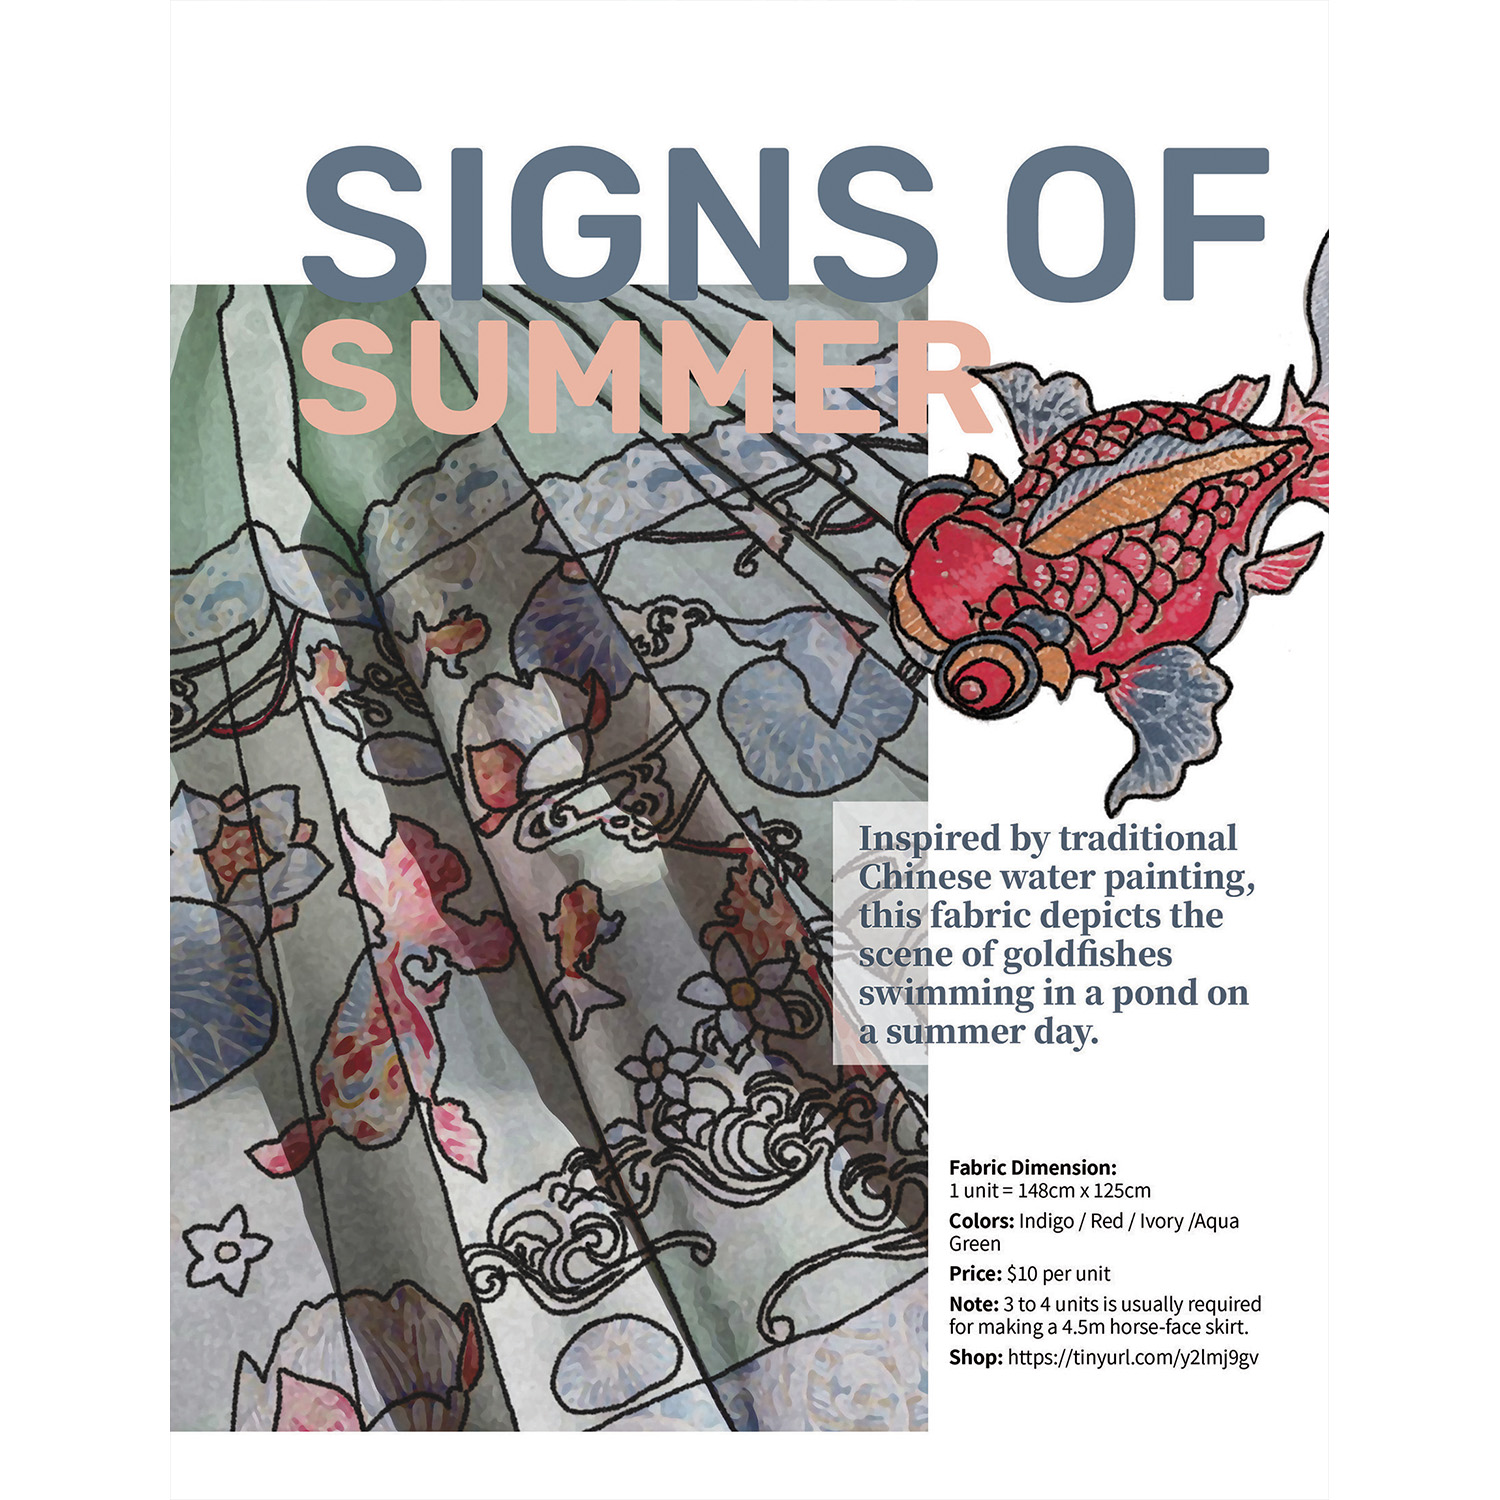 SIGNS OF
SUMMER
Inspired by traditional
Chinese water painting,
this fabric depicts the
scene of goldfishes
swimming in a pond on
a summer day.
Fabric Dimension:
1 unit = 148cm x 125cm
Colors: Indigo / Red / Ivory /Aqua
Green
Price: $10 per unit
Note: 3 to 4 units is usually required
for making a 4.5m horse-face skirt.
Shop: https://tinyurl.com/y2lmj9gv